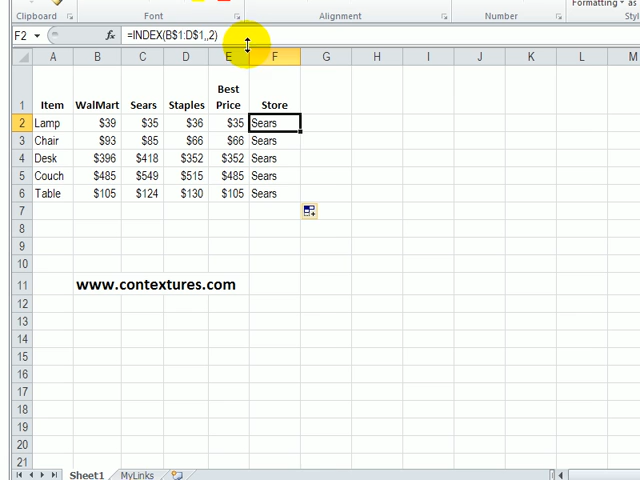 Formatting
Clipboard Font Alignment Number Sty
F2 fx =INDEX(B$1:D$1,,2)
A B C D E F G H I J K L M
1 Item WalMart Sears Staples Best Price Store
2 Lamp $39 $35 $36 $35 Sears
3 Chair $93 $85 $66 $66 Sears
4 Desk $396 $418 $352 $352 Sears
5 Couch $485 $549 $515 $485 Sears
6 Table $105 $124 $130 $105 Sears
7
8
9
10
11 www.contextures.com
12
13
14
15
16
17
18
19
20
21
Sheet1 MyLinks